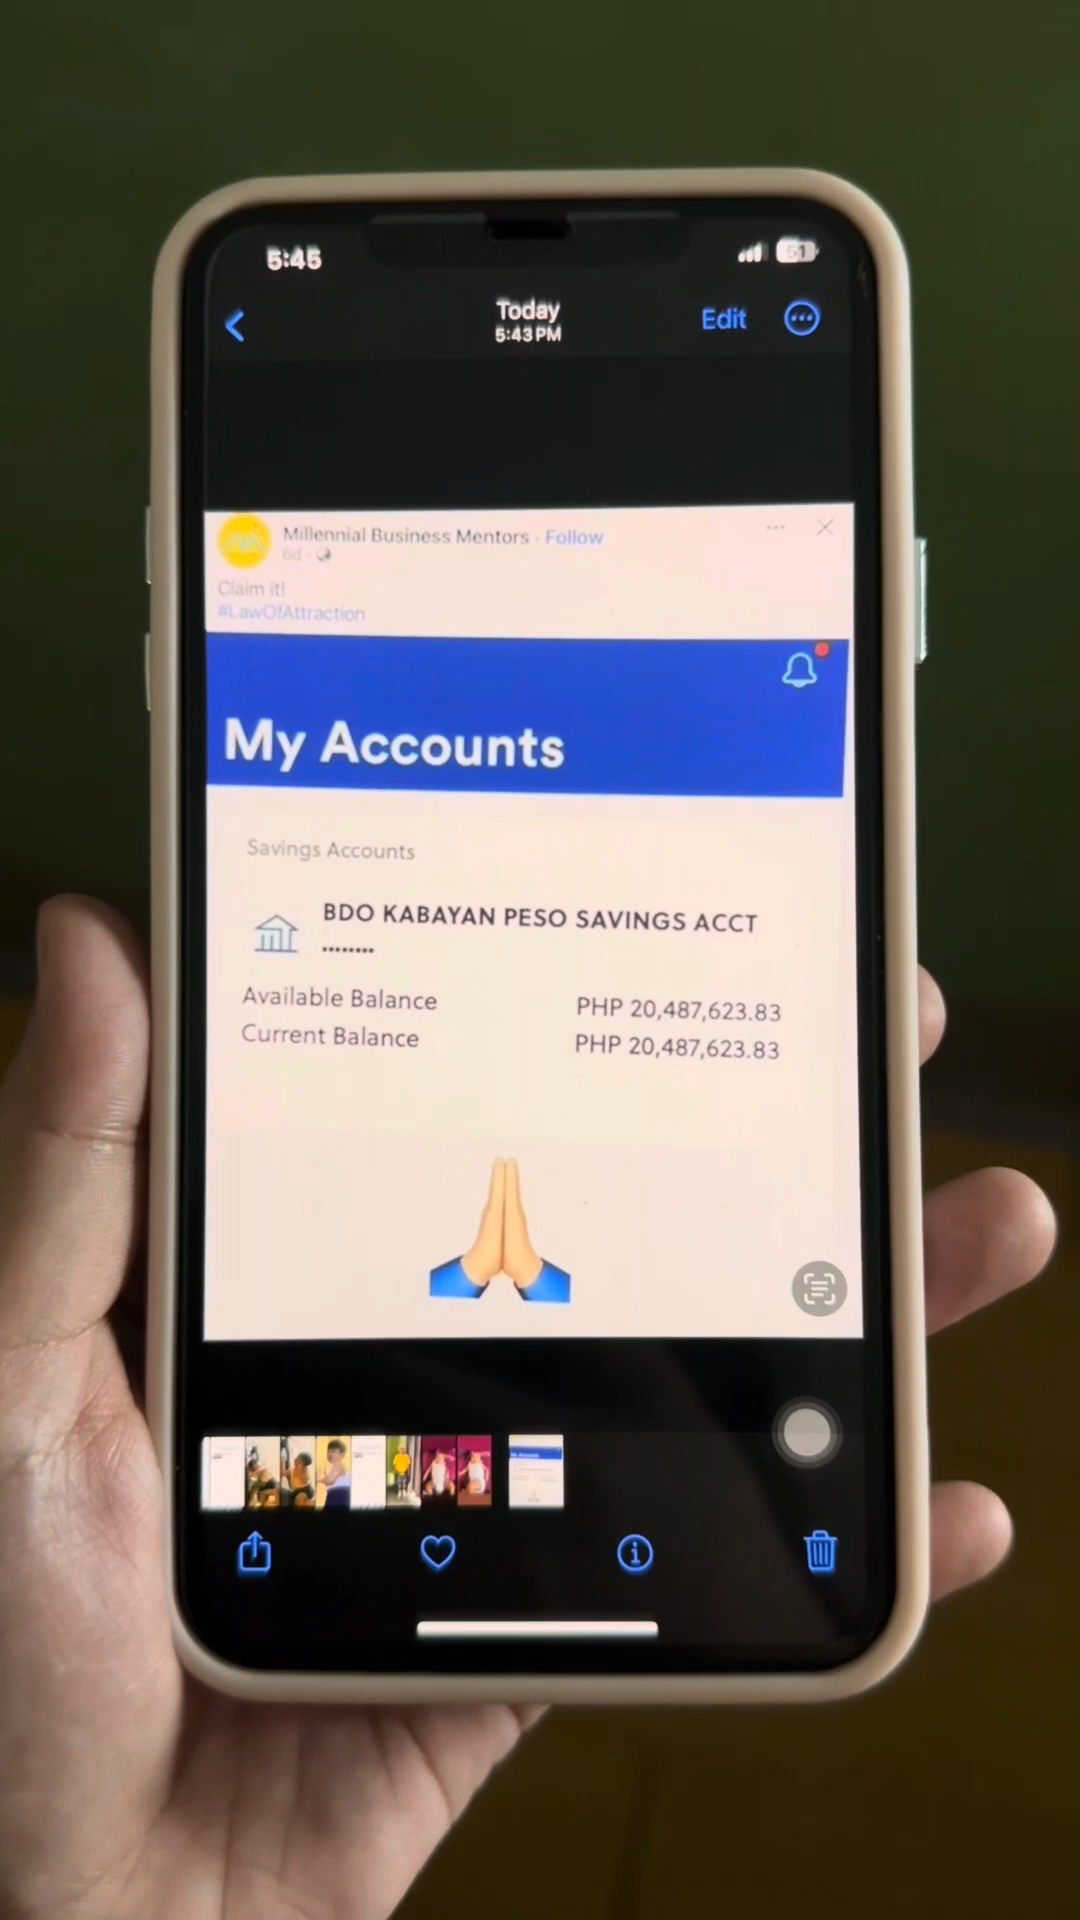 5:45
51
Today
5:43 PM
Edit
Millennial Business Mentors · Follow
6d ·
Claim it!
#LawOfAttraction
My Accounts
Savings Accounts
BDO KABAYAN PESO SAVINGS ACCT
••••••••
Available Balance PHP 20,487,623.83
Current Balance PHP 20,487,623.83